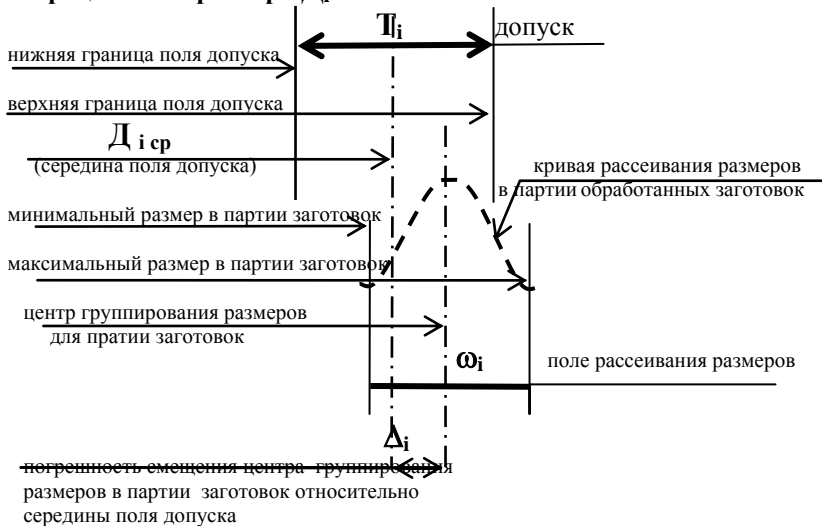 Ti
допуск
нижняя граница поля допуска
верхняя граница поля допуска
Д i ср
(середина поля допуска)
кривая рассеивания размеров
в партии обработанных заготовок
минимальный размер в партии заготовок
максимальный размер в партии заготовок
центр группирования размеров
для пратии заготовок
ωi
поле рассеивания размеров
Δi
погрешность смещения центра группирования
размеров в партии заготовок относительно
середины поля допуска